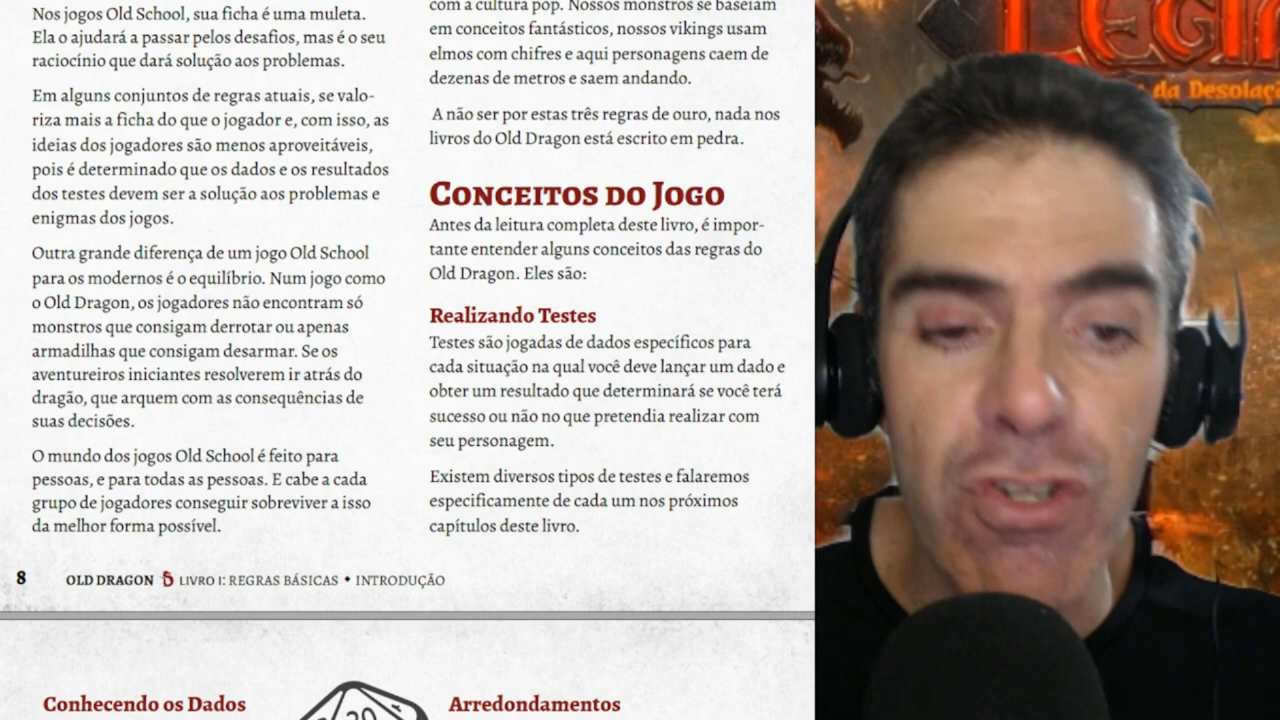 Nos jogos Old School, sua ficha é uma muleta.
Ela o ajudará a passar pelos desafios, mas é o seu
raciocínio que dará solução aos problemas.
Em alguns conjuntos de regras atuais, se valo-
riza mais a ficha do que o jogador e, com isso, as
ideias dos jogadores são menos aproveitáveis,
pois é determinado que os dados e os resultados
dos testes devem ser a solução aos problemas e
enigmas dos jogos.
Outra grande diferença de um jogo Old School
para os modernos é o equilíbrio. Num jogo como
o Old Dragon, os jogadores não encontram só
monstros que consigam derrotar ou apenas
armadilhas que consigam desarmar. Se os
aventureiros iniciantes resolverem ir atrás do
dragão, que arquem com as consequências de
suas decisões.
O mundo dos jogos Old School é feito para
pessoas, e para todas as pessoas. E cabe a cada
grupo de jogadores conseguir sobreviver a isso
da melhor forma possível.
com a cultura pop. Nossos monstros se baseiam
em conceitos fantásticos, nossos vikings usam
elmos com chifres e aqui personagens caem de
dezenas de metros e saem andando.
A não ser por estas três regras de ouro, nada nos
livros do Old Dragon está escrito em pedra.
Conceitos do Jogo
Antes da leitura completa deste livro, é impor-
tante entender alguns conceitos das regras do
Old Dragon. Eles são:
Realizando Testes
Testes são jogadas de dados específicos para
cada situação na qual você deve lançar um dado e
obter um resultado que determinará se você terá
sucesso ou não no que pretendia realizar com
seu personagem.
Existem diversos tipos de testes e falaremos
especificamente de cada um nos próximos
capítulos deste livro.
8 OLD DRAGON LIVRO I: REGRAS BÁSICAS • INTRODUÇÃO
Conhecendo os Dados
20
Arredondamentos
da Desolaç